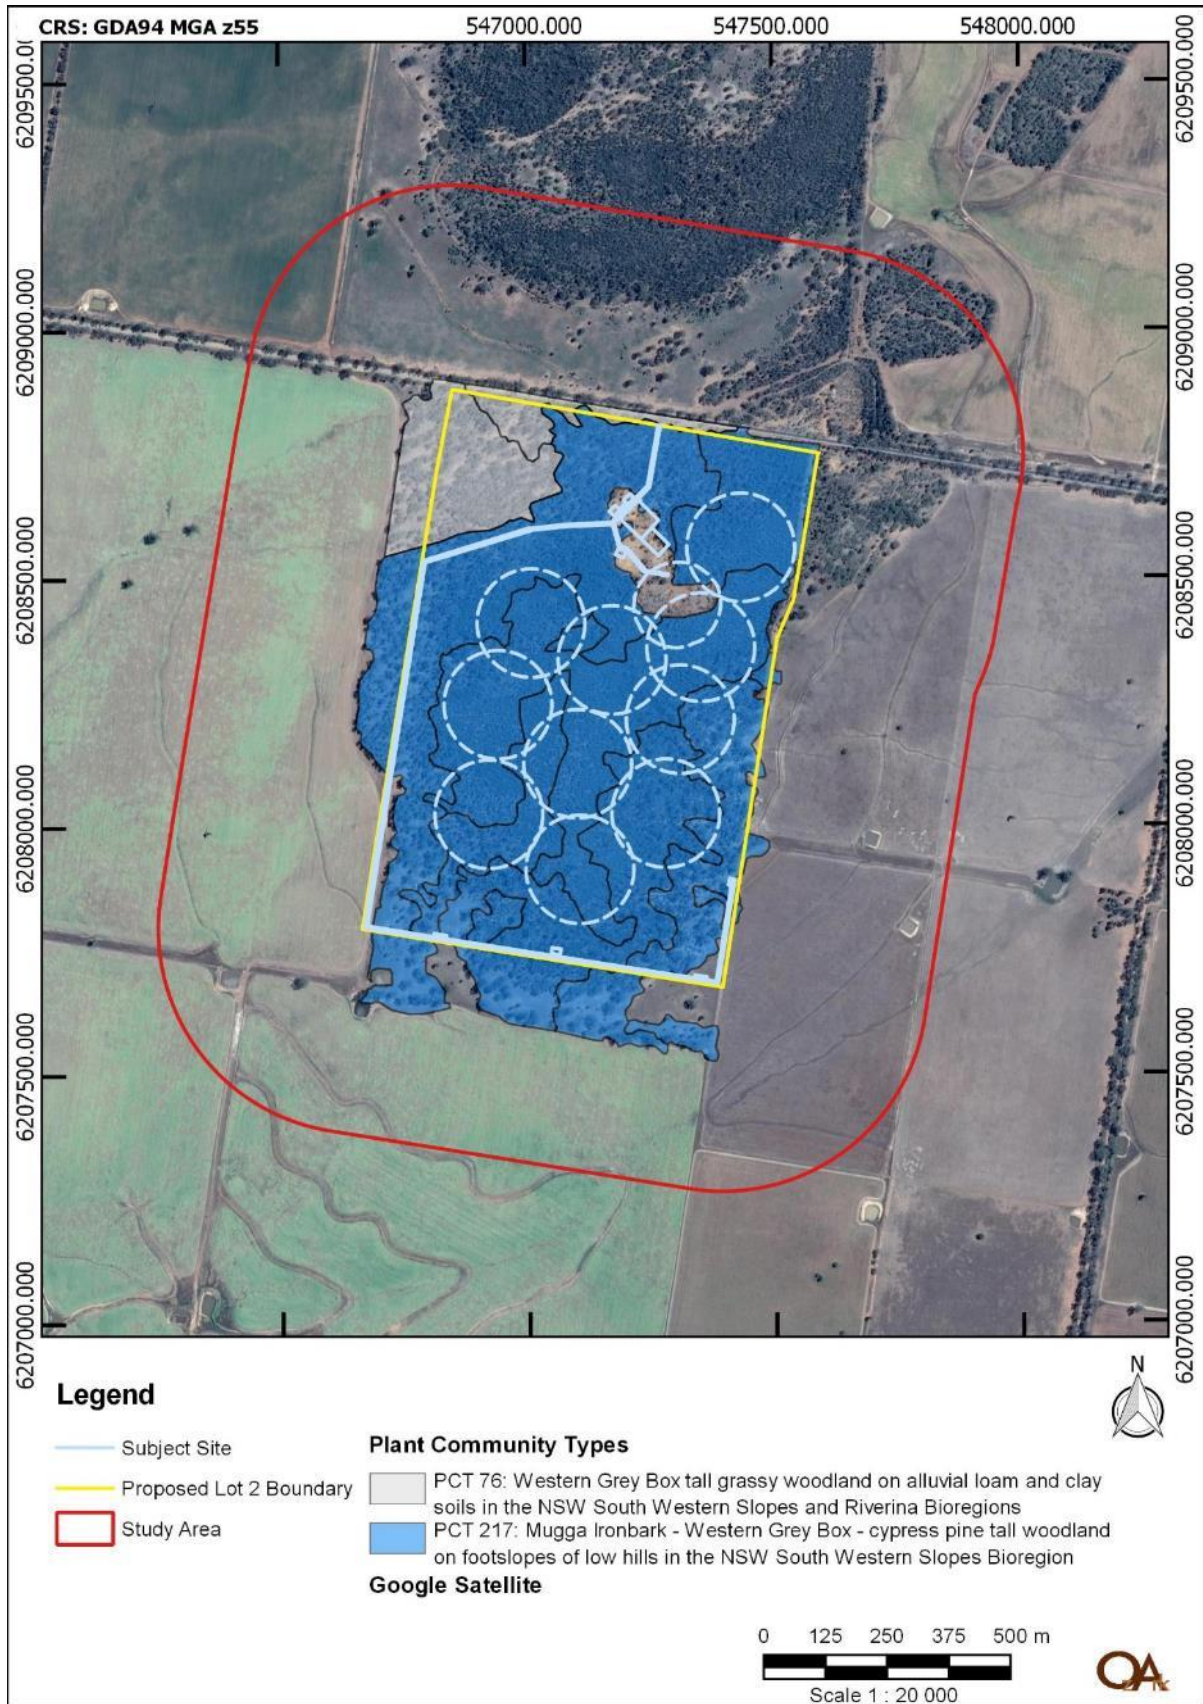 CRS: GDA94 MGA z55
547000.000
547500.000
548000.000
6209500.000
6209500.000
6209000.000
6209000.000
6208500.000
6208500.000
6208000.000
6208000.000
6207500.000
6207500.000
6207000.000
6207000.000
N
Legend
Subject Site
Proposed Lot 2 Boundary
Study Area
Plant Community Types
PCT 76: Western Grey Box tall grassy woodland on alluvial loam and clay
soils in the NSW South Western Slopes and Riverina Bioregions
PCT 217: Mugga Ironbark - Western Grey Box - cypress pine tall woodland
on footslopes of low hills in the NSW South Western Slopes Bioregion
Google Satellite
0 125 250 375 500 m
Scale 1 : 20 000